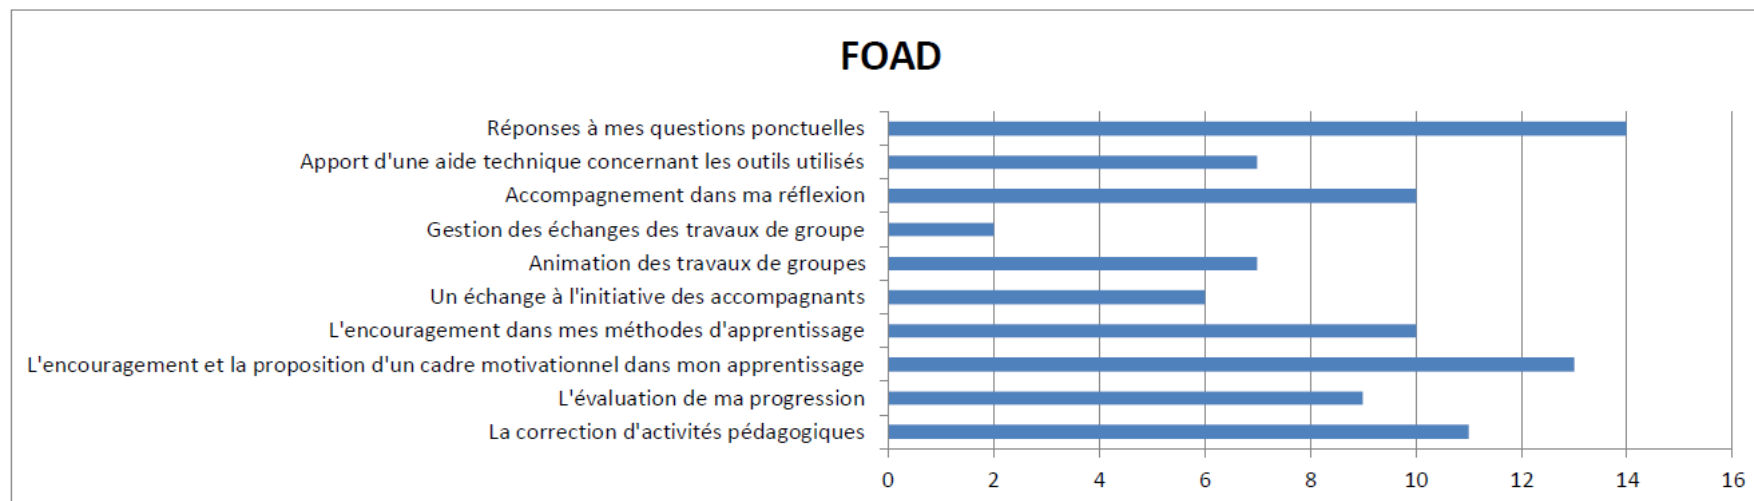 FOAD
Réponses à mes questions ponctuelles
Apport d'une aide technique concernant les outils utilisés
Accompagnement dans ma réflexion
Gestion des échanges des travaux de groupe
Animation des travaux de groupes
Un échange à l'initiative des accompagnants
L'encouragement dans mes méthodes d'apprentissage
L'encouragement et la proposition d'un cadre motivationnel dans mon apprentissage
L'évaluation de ma progression
La correction d'activités pédagogiques
0 2 4 6 8 10 12 14 16